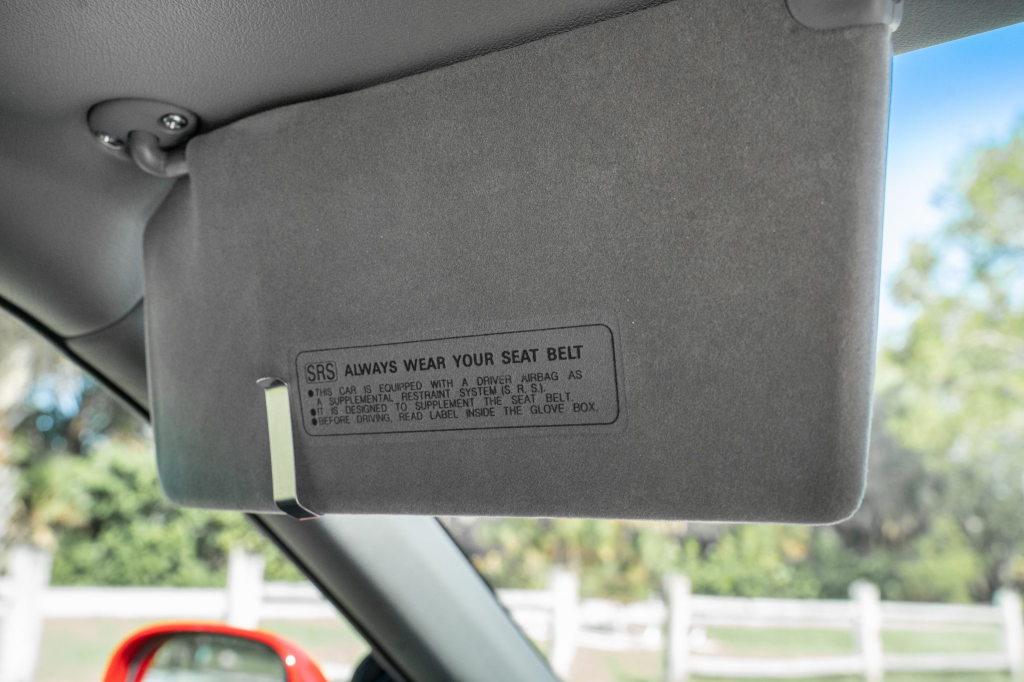 SRS ALWAYS WEAR YOUR SEAT BELT
●THIS CAR IS EQUIPPED WITH A DRIVER AIRBAG AS
A SUPPLEMENTAL RESTRAINT SYSTEM (S. R. S.).
●IT IS DESIGNED TO SUPPLEMENT THE SEAT BELT.
●BEFORE DRIVING, READ LABEL INSIDE THE GLOVE BOX.